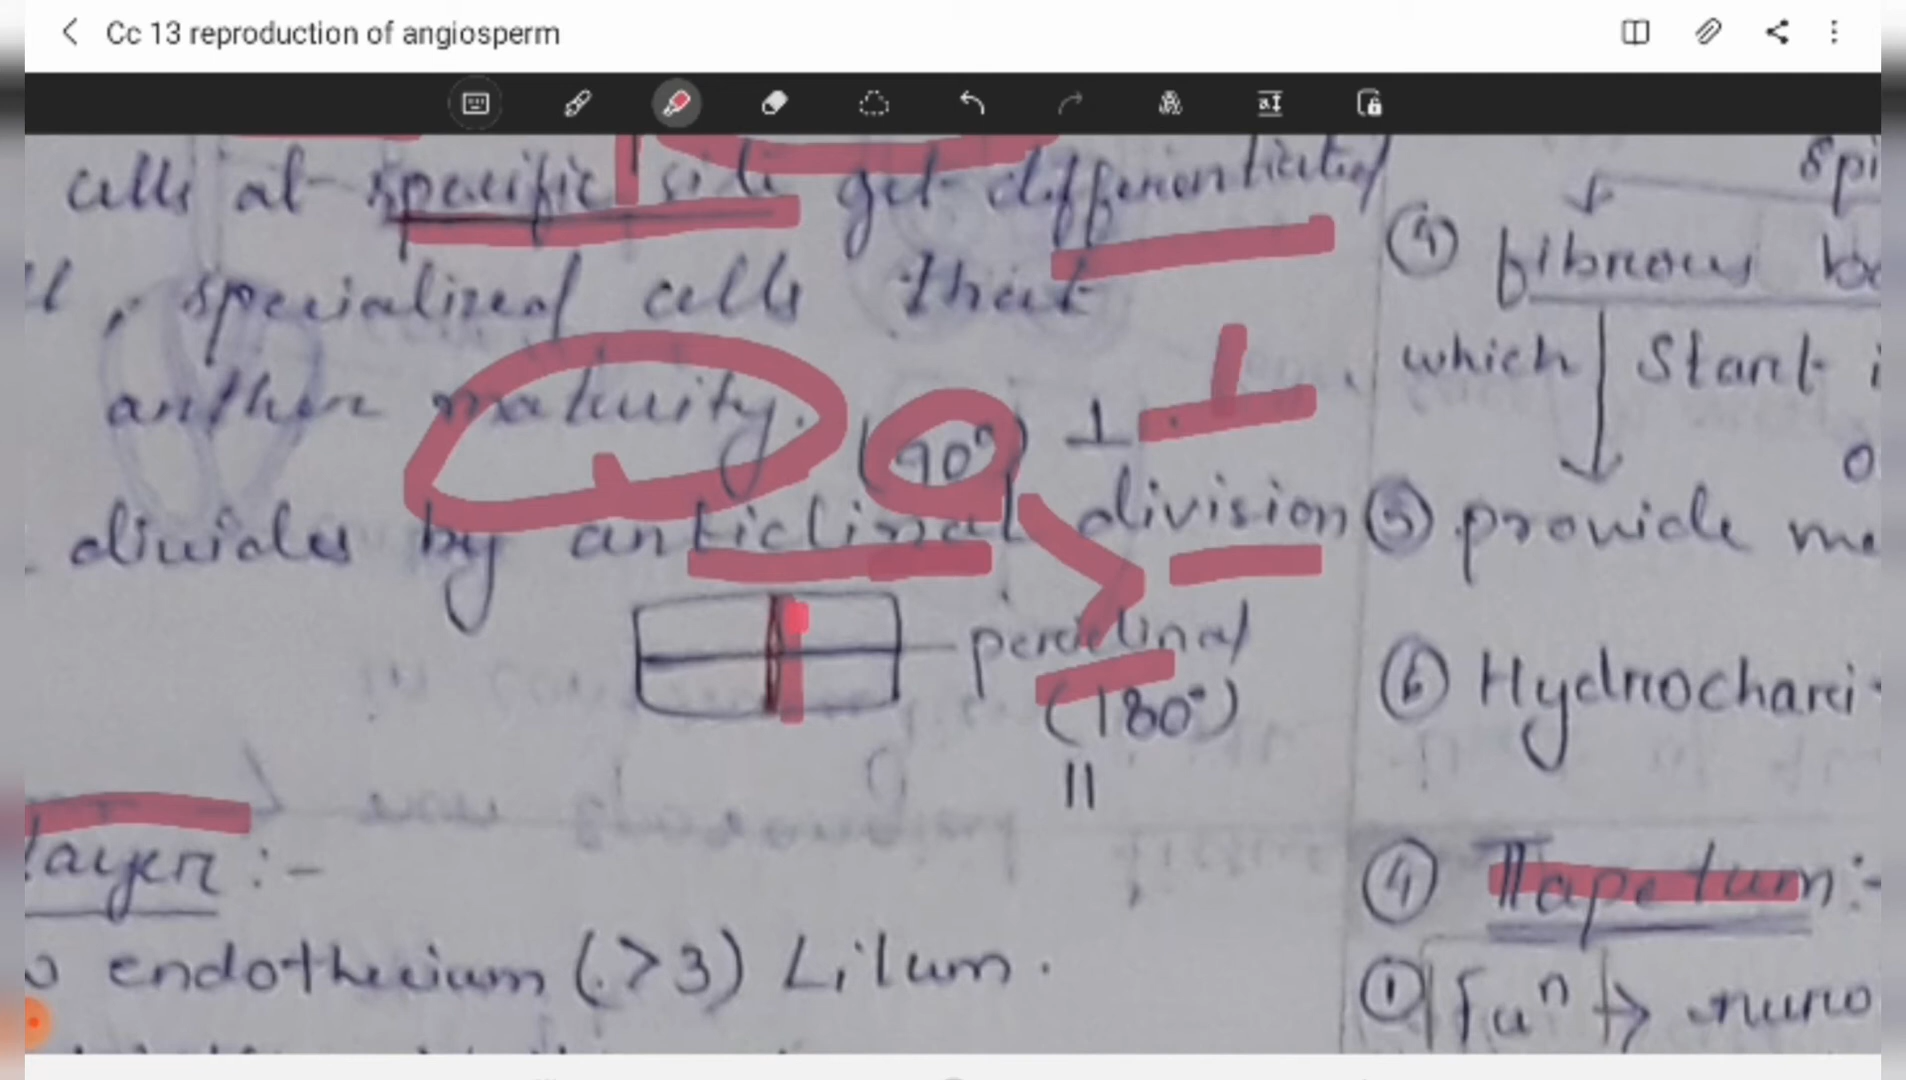 Cc 13 reproduction of angiosperm
cells at specific side get differentiated
, specialized cells that
anther maturity.
(90°) ⊥
divides by anticlinal division
periclinal
(180°)
||
layer :-
endothecium (>3) Lilum.
④ fibrous
which | Start
⑤ provide
⑥ Hydrochari
④ Tapetum :-
① fuⁿ →